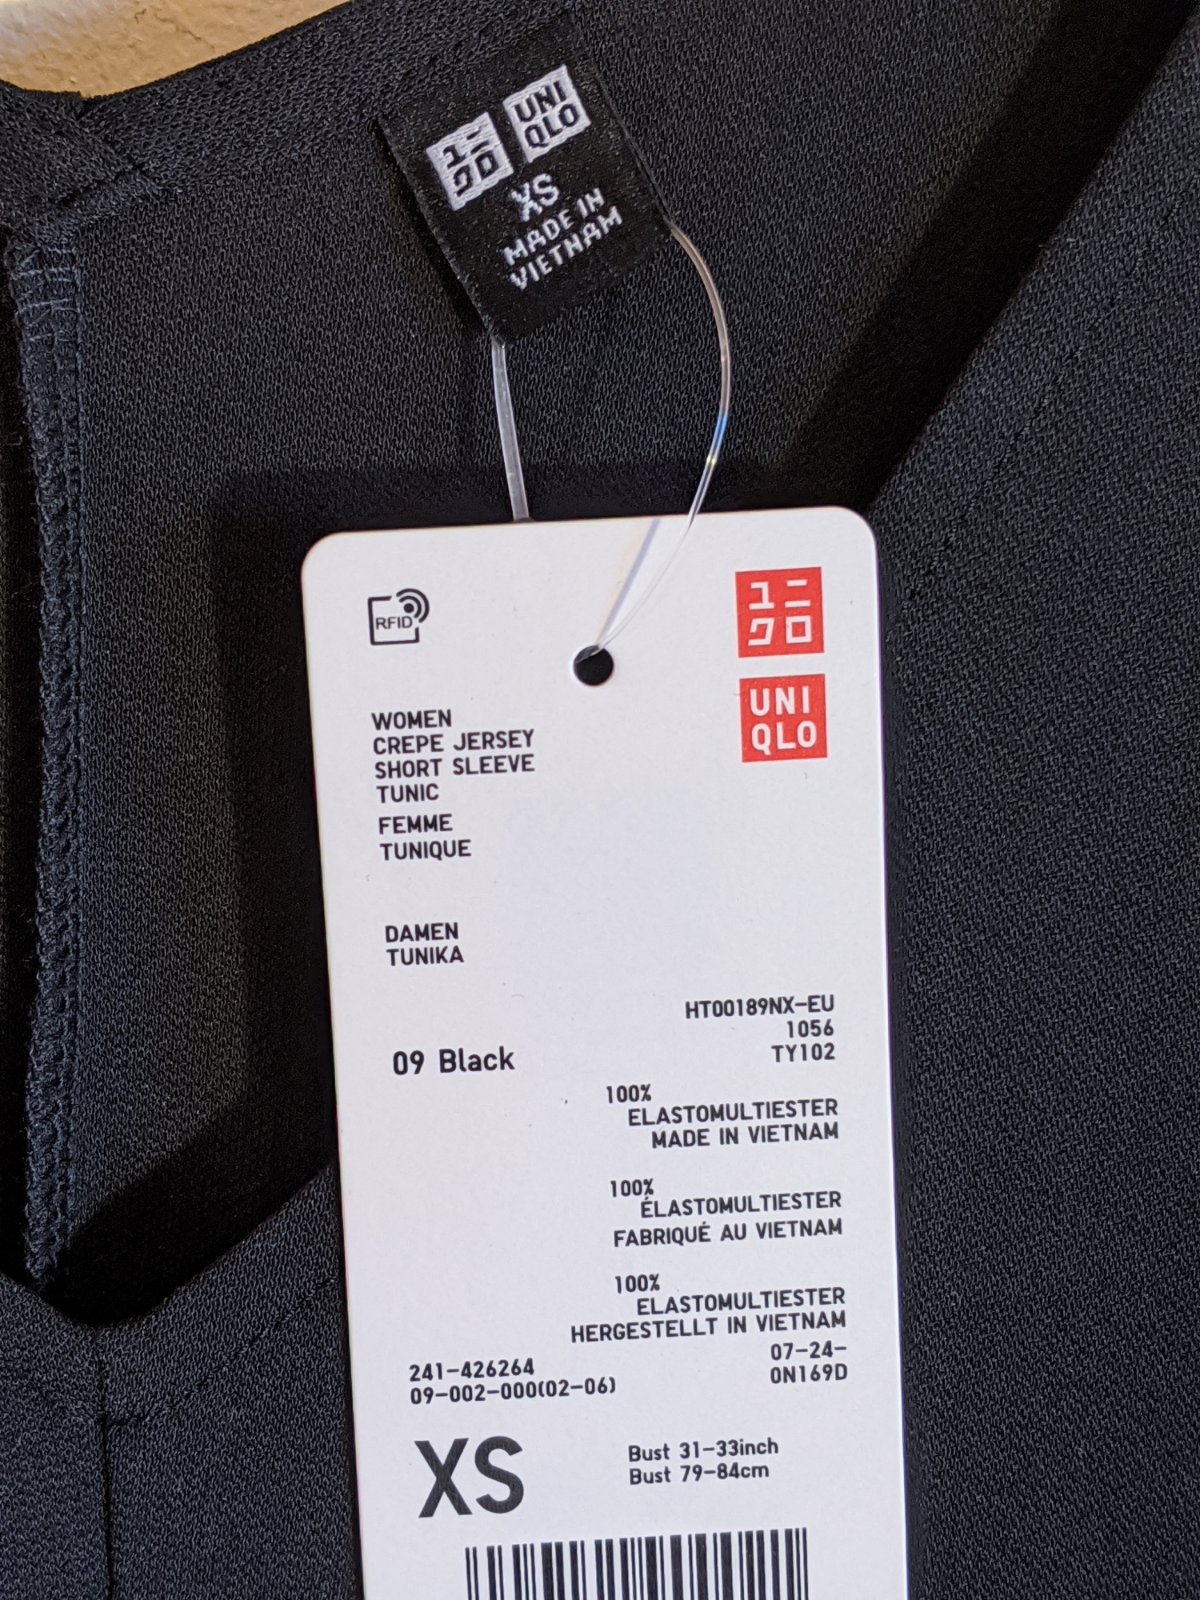 ユニ
クロ
UNI
QLO
XS
MADE IN
VIETNAM
RFID
ユニ
クロ
UNI
QLO
WOMEN
CREPE JERSEY
SHORT SLEEVE
TUNIC
FEMME
TUNIQUE
DAMEN
TUNIKA
HT00189NX-EU
1056
TY102
09 Black
100%
ELASTOMULTIESTER
MADE IN VIETNAM
100%
ÉLASTOMULTIESTER
FABRIQUÉ AU VIETNAM
100%
ELASTOMULTIESTER
HERGESTELLT IN VIETNAM
241-426264
09-002-000(02-06)
07-24-
0N169D
XS
Bust 31-33inch
Bust 79-84cm